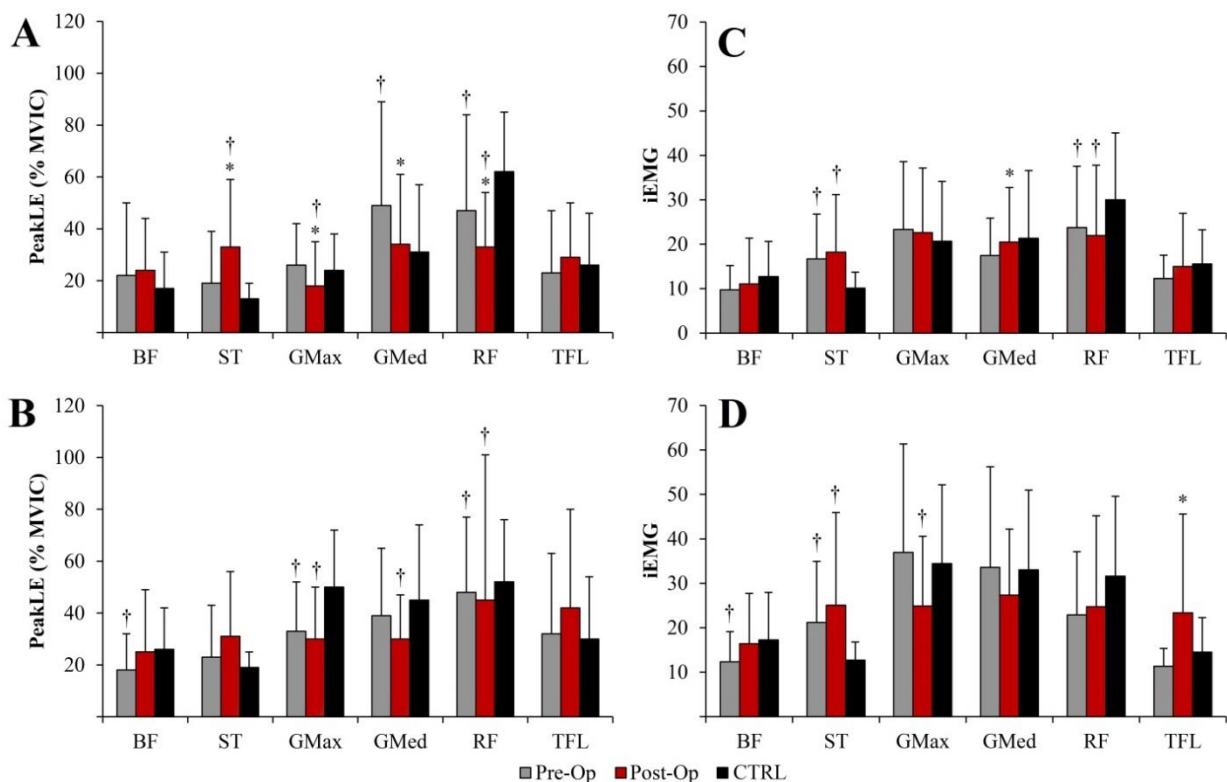 A
PeakLE (% MVIC)
120
100
80
60
40
20
† * † * † * † † *
BF ST GMax GMed RF TFL
C
iEMG
70
60
50
40
30
20
10
0
† † * † †
BF ST GMax GMed RF TFL
B
PeakLE (% MVIC)
120
100
80
60
40
20
† † † † † †
BF ST GMax GMed RF TFL
D
iEMG
70
60
50
40
30
20
10
† † † † *
BF ST GMax GMed RF TFL
Pre-Op Post-Op CTRL